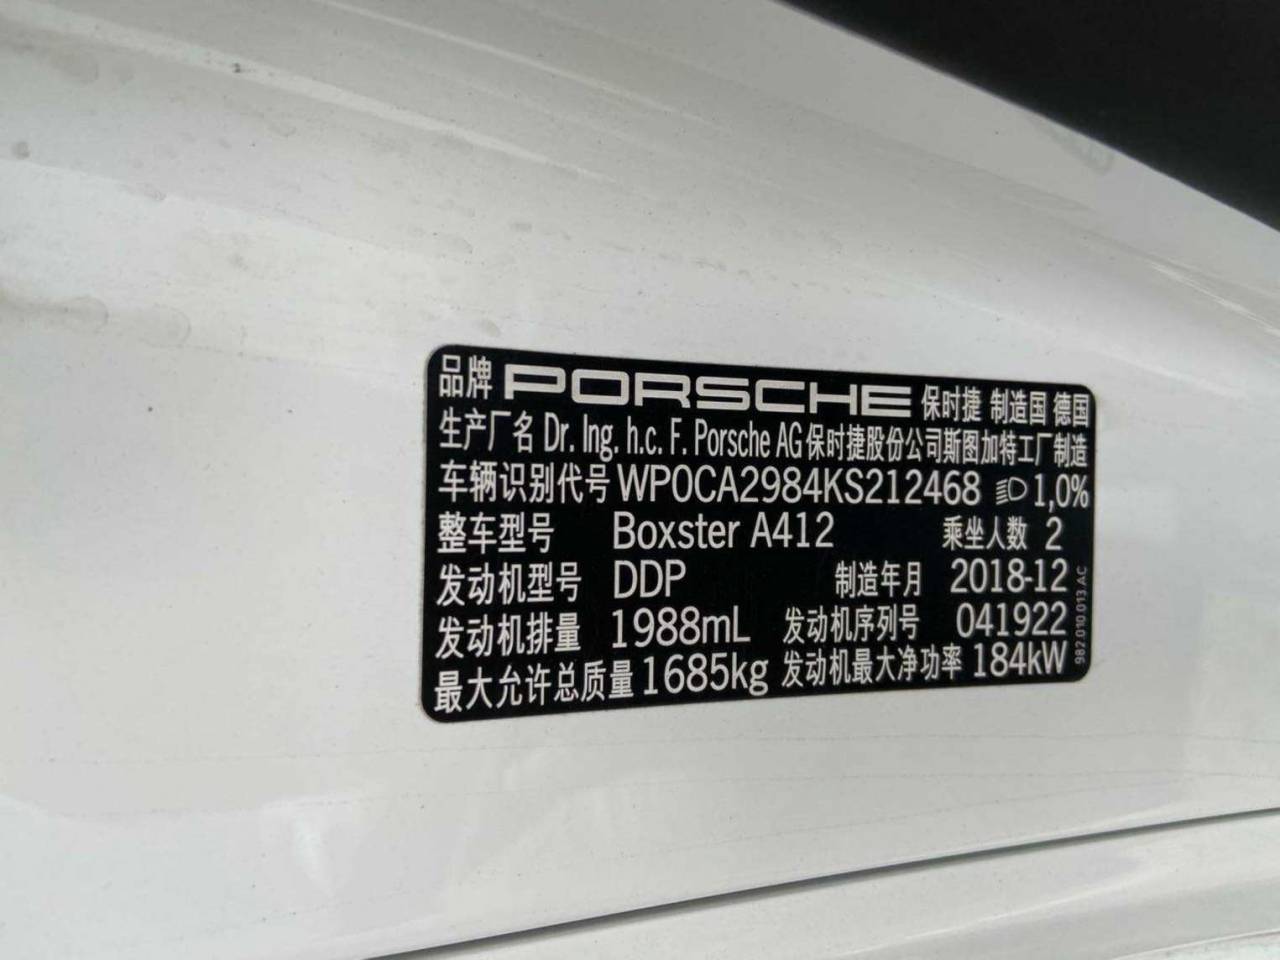 品牌 PORSCHE 保时捷 制造国 德国
生产厂名 Dr. Ing. h.c. F. Porsche AG 保时捷股份公司斯图加特工厂制造
车辆识别代号 WP0CA2984KS212468 1,0%
整车型号 Boxster A412 乘坐人数 2
发动机型号 DDP 制造年月 2018-12
发动机排量 1988mL 发动机序列号 041922
最大允许总质量 1685kg 发动机最大净功率 184kW
982.010.013.AC